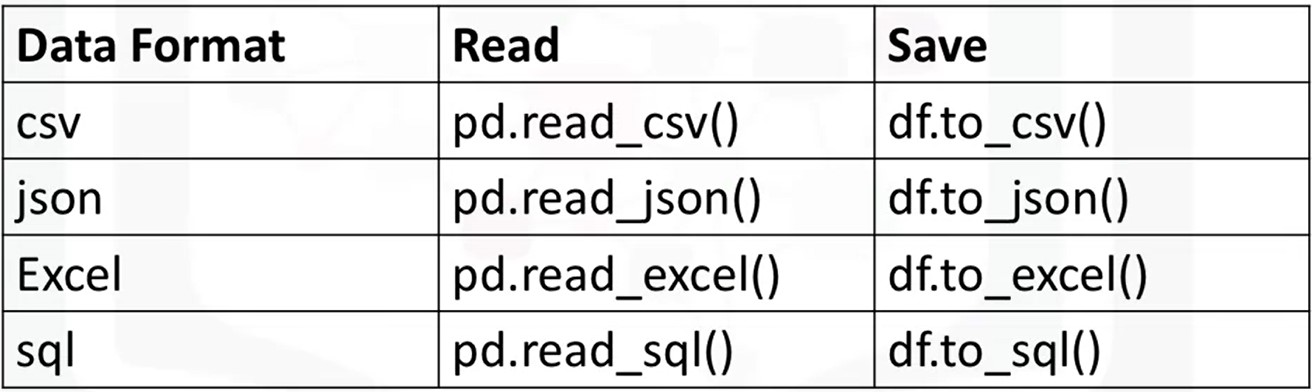 Data Format Read Save
csv pd.read_csv() df.to_csv()
json pd.read_json() df.to_json()
Excel pd.read_excel() df.to_excel()
sql pd.read_sql() df.to_sql()